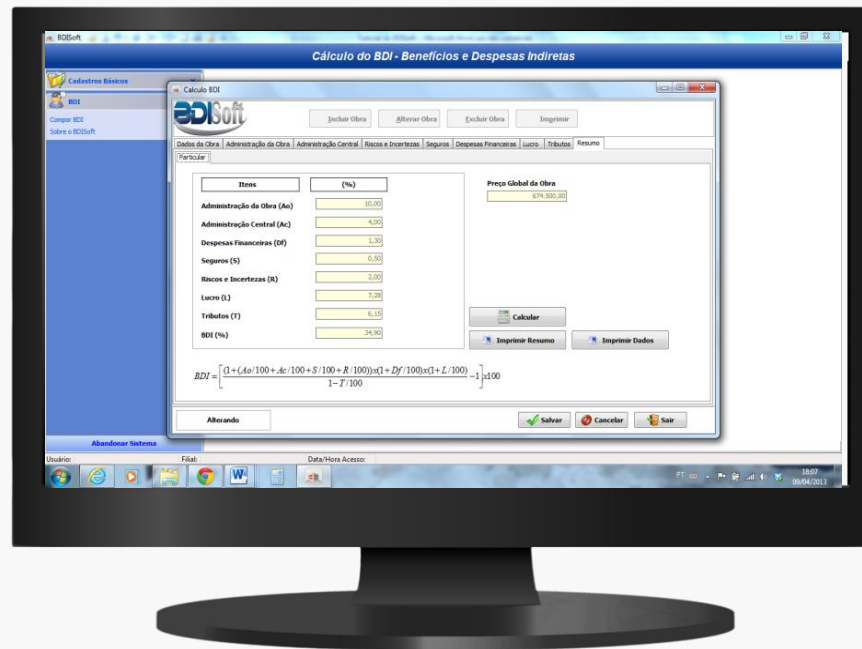 BDISoft
Cálculo do BDI - Benefícios e Despesas Indiretas
Cadastros Básicos
BDI
Compor BDI
Sobre o BDISoft
Calculo BDI
BDISoft
Incluir Obra Alterar Obra Excluir Obra Imprimir
Dados da Obra Administração da Obra Administração Central Riscos e Incertezas Seguros Despesas Financeiras Lucro Tributos Resumo
Particular
Itens (%)
Preço Global da Obra
674.500,00
Administração da Obra (Ao) 10,00
Administração Central (Ac) 4,00
Despesas Financeiras (Df) 1,30
Seguros (S) 0,50
Riscos e Incertezas (R) 2,00
Lucro (L) 7,28
Tributos (T) 6,15
BDI (%) 34,90
Calcular
Imprimir Resumo Imprimir Dados
BDI = [(1+(Ao/100+Ac/100+S/100+R/100))x(1+Df/100)x(1+L/100) / 1-T/100 -1]x100
Alterando
Salvar Cancelar Sair
Abandonar Sistema
Usuário: Filial: Data/Hora Acesso:
PT 18:07
09/04/2013